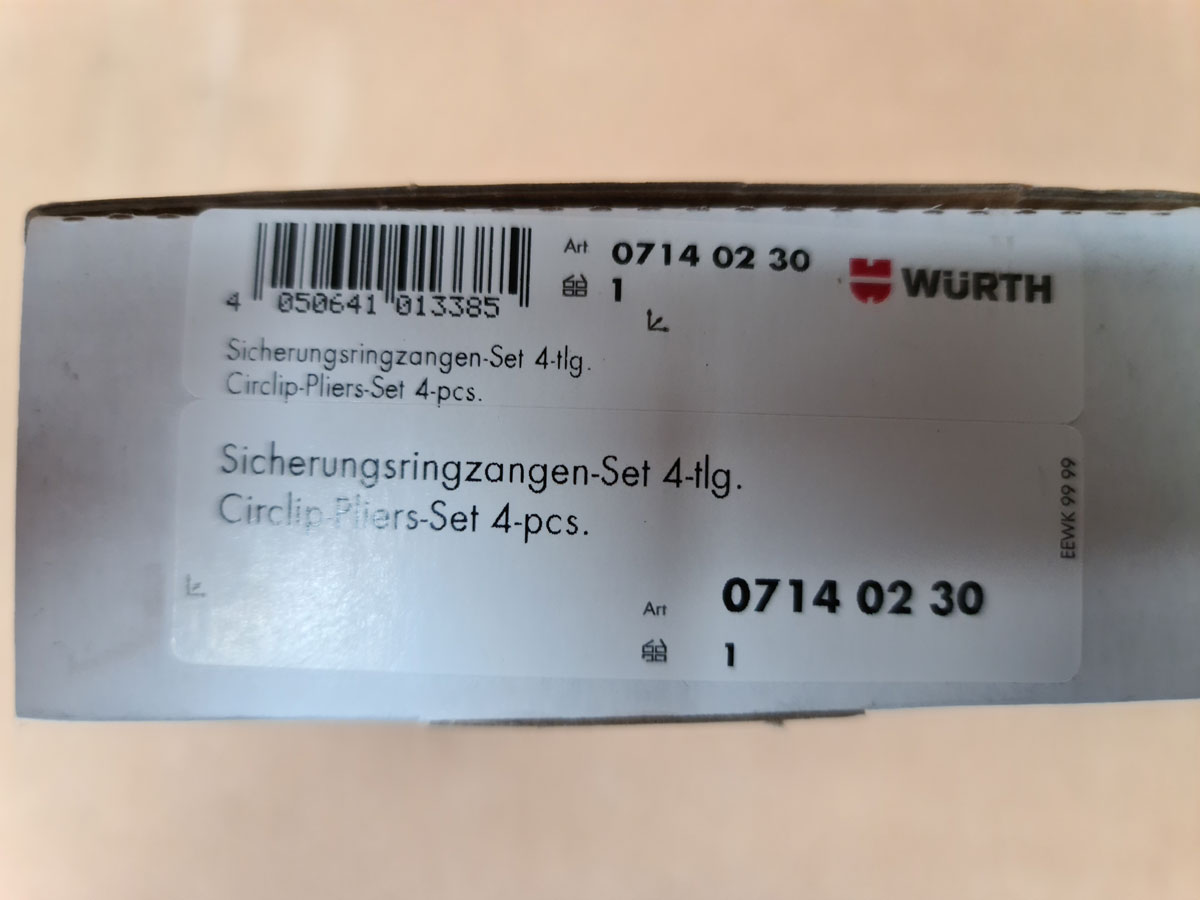 Art 0714 02 30
1
WÜRTH
4 050641 013385
Sicherungsringzangen-Set 4-tlg.
Circlip-Pliers-Set 4-pcs.
Sicherungsringzangen-Set 4-tlg.
Circlip-Pliers-Set 4-pcs.
EEWK 99 99
Art 0714 02 30
1